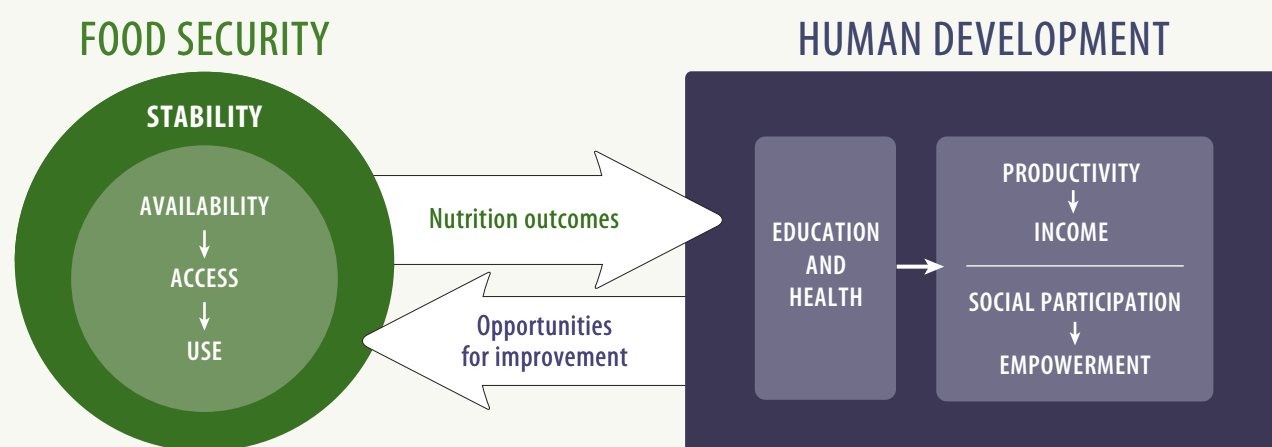 FOOD SECURITY
HUMAN DEVELOPMENT
STABILITY
AVAILABILITY
ACCESS
USE
Nutrition outcomes
Opportunities
for improvement
EDUCATION
AND
HEALTH
PRODUCTIVITY
INCOME
SOCIAL PARTICIPATION
EMPOWERMENT